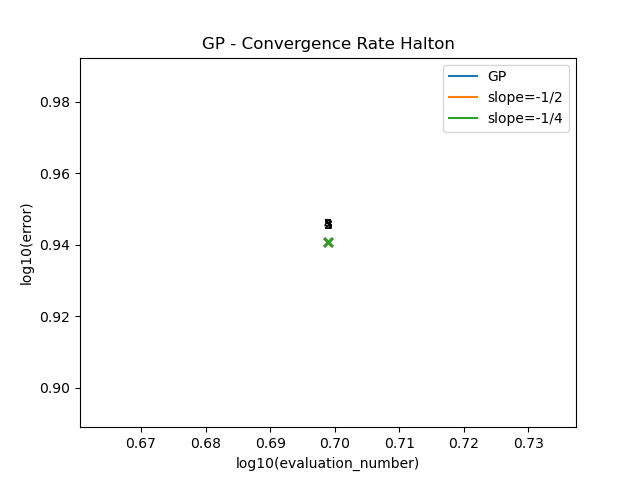 GP - Convergence Rate Halton
GP
slope=-1/2
slope=-1/4
log10(error)
0.98
0.96
0.94
0.92
0.90
0.67
0.68
0.69
0.70
0.71
0.72
0.73
log10(evaluation_number)